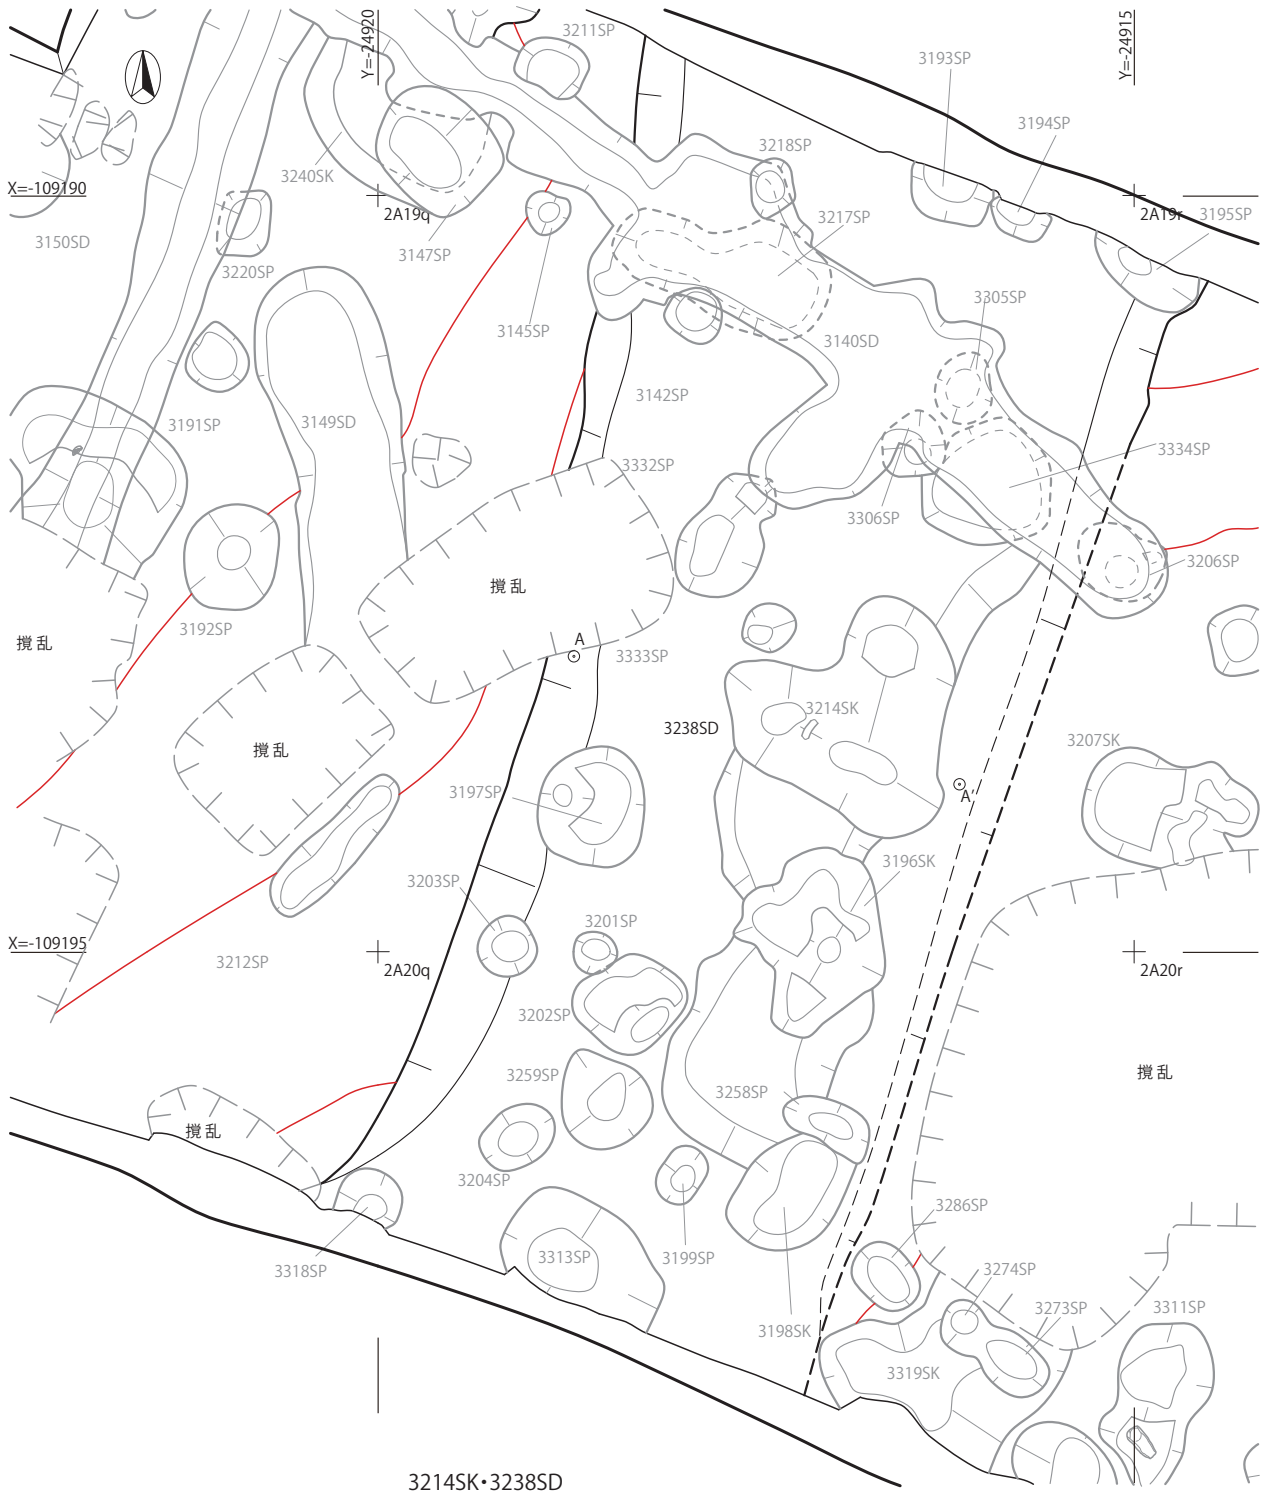 Y=-24920
Y=-24915
3211SP
3193SP
3194SP
3218SP
3240SK
X=-109190
2A19q
2A19r
3195SP
3217SP
3150SD
3147SP
3220SP
3305SP
3145SP
3140SD
3142SP
3191SP
3149SD
3334SP
3332SP
3306SP
3206SP
撹乱
3192SP
撹乱
A
3333SP
3214SK
3238SD
3207SK
撹乱
3197SP
A'
3196SK
3203SP
3201SP
X=-109195
3212SP
2A20q
2A20r
3202SP
3259SP
撹乱
3258SP
撹乱
3204SP
3286SP
3318SP
3313SP
3199SP
3274SP
3273SP
3311SP
3198SK
3319SK
3214SK・3238SD